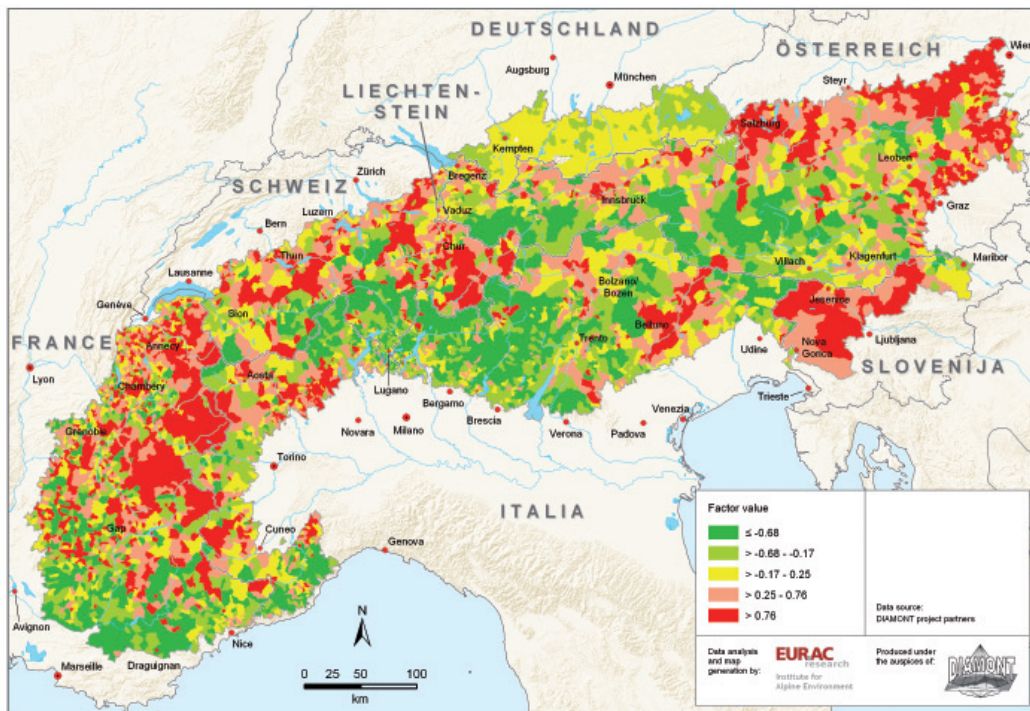 DEUTSCHLAND
ÖSTERREICH
Wien
Augsburg
München
Steyr
LIECHTEN-
STEIN
Salzburg
Kempten
Leoben
Zürich
Bregenz
SCHWEIZ
Innsbruck
Luzern
Vaduz
Graz
Bern
Chur
Thun
Klagenfurt
Villach
Maribor
Lausanne
Bolzano/
Bozen
Jesenice
Genève
Sion
Belluno
FRANCE
Annecy
Trento
Udine
Nova
Gorica
Ljubljana
Aosta
SLOVENIJA
Lyon
Chambéry
Lugano
Trieste
Bergamo
Brescia
Venezia
Grenoble
Novara
Milano
Verona
Padova
Torino
ITALIA
Gap
Cuneo
Genova
Avignon
Nice
Marseille
Draguignan
N
0 25 50 100
km
Factor value
≤ -0.68
> -0.68 - -0.17
> -0.17 - 0.25
> 0.25 - 0.76
> 0.76
Data source:
DIAMONT project partners
Data analysis
and map
generation by:
EURAC
research
Institute for
Alpine Environment
Produced under
the auspices of:
DIAMONT